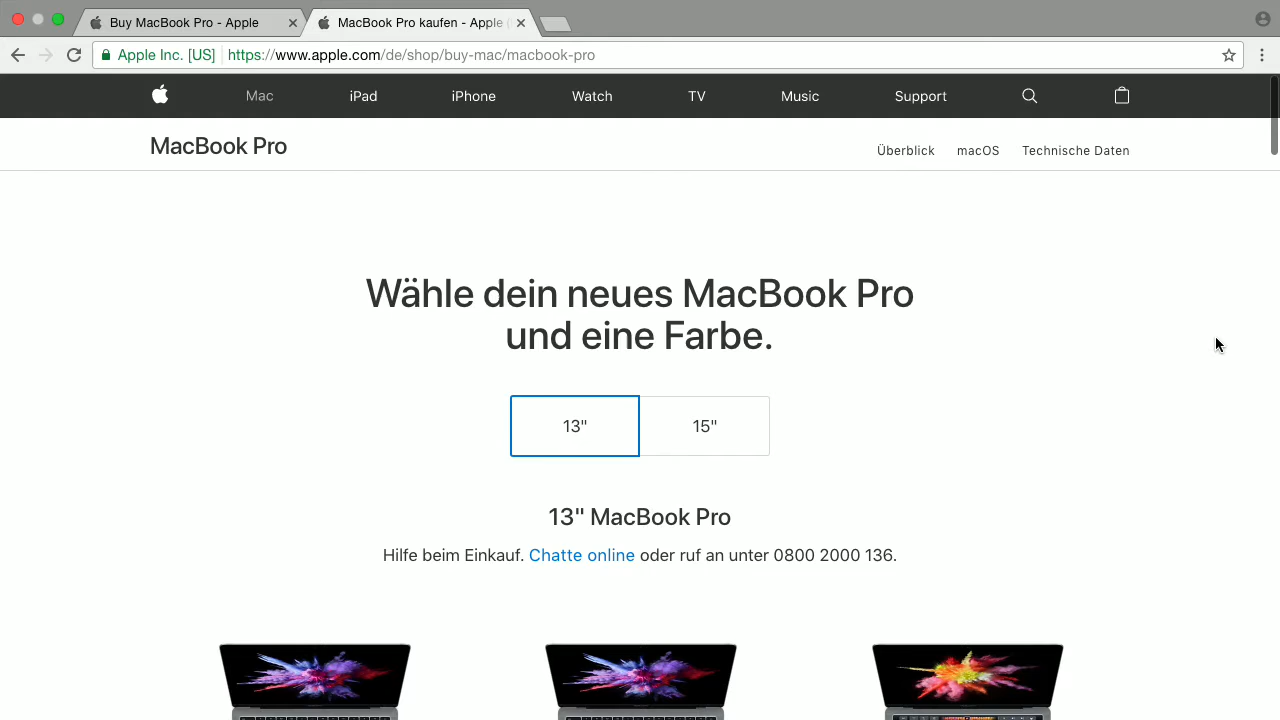 Buy MacBook Pro - Apple
MacBook Pro kaufen - Apple
Apple Inc. [US]
https://www.apple.com/de/shop/buy-mac/macbook-pro
Mac iPad iPhone Watch TV Music Support
MacBook Pro
Überblick macOS Technische Daten
Wähle dein neues MacBook Pro
und eine Farbe.
13" 15"
13" MacBook Pro
Hilfe beim Einkauf. Chatte online oder ruf an unter 0800 2000 136.